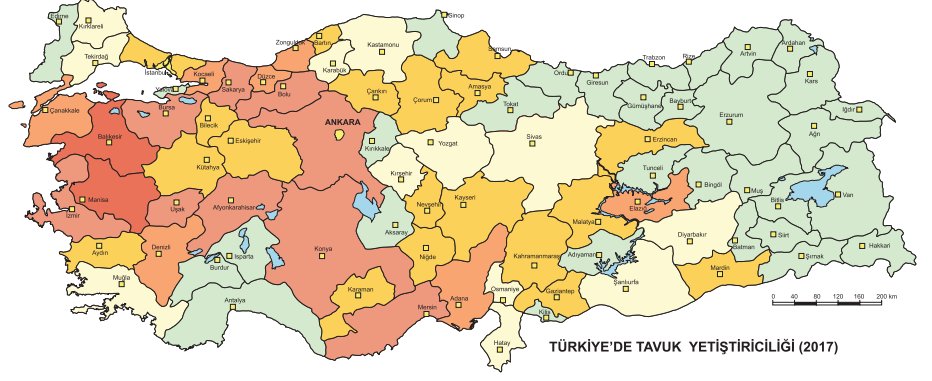 Edirne
Kırklareli
Tekirdağ
İstanbul
Yalova
Kocaeli
Sakarya
Düzce
Bolu
Zonguldak
Bartın
Karabük
Kastamonu
Sinop
Samsun
Ordu
Giresun
Trabzon
Rize
Artvin
Ardahan
Kars
Iğdır
Ağrı
Erzurum
Bayburt
Gümüşhane
Tokat
Amasya
Çorum
Çankırı
ANKARA
Kırıkkale
Yozgat
Sivas
Erzincan
Tunceli
Bingöl
Muş
Bitlis
Van
Hakkari
Şırnak
Siirt
Batman
Diyarbakır
Elazığ
Malatya
Adıyaman
Mardin
Şanlıurfa
Gaziantep
Kilis
Kahramanmaraş
Osmaniye
Hatay
Adana
Mersin
Niğde
Kayseri
Nevşehir
Kırşehir
Aksaray
Konya
Karaman
Antalya
Isparta
Burdur
Afyonkarahisar
Eskişehir
Bilecik
Kütahya
Bursa
Çanakkale
Balıkesir
Manisa
İzmir
Uşak
Denizli
Aydın
Muğla
0 40 80 120 160 200 km
TÜRKİYE'DE TAVUK YETİŞTİRİCİLİĞİ (2017)